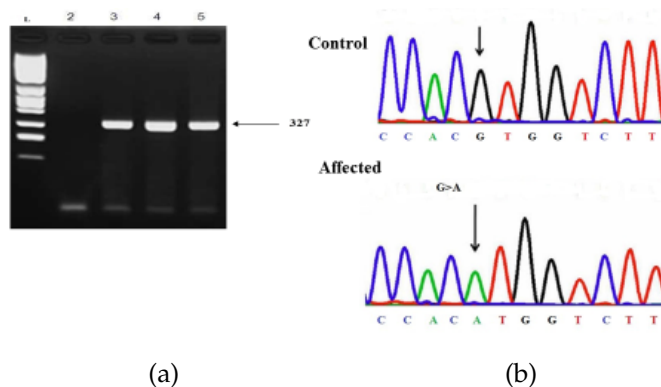 L 2 3 4 5
327
Control
C C A C G T G G T C T T
Affected
G>A
C C A C A T G G T C T T
(a) (b)